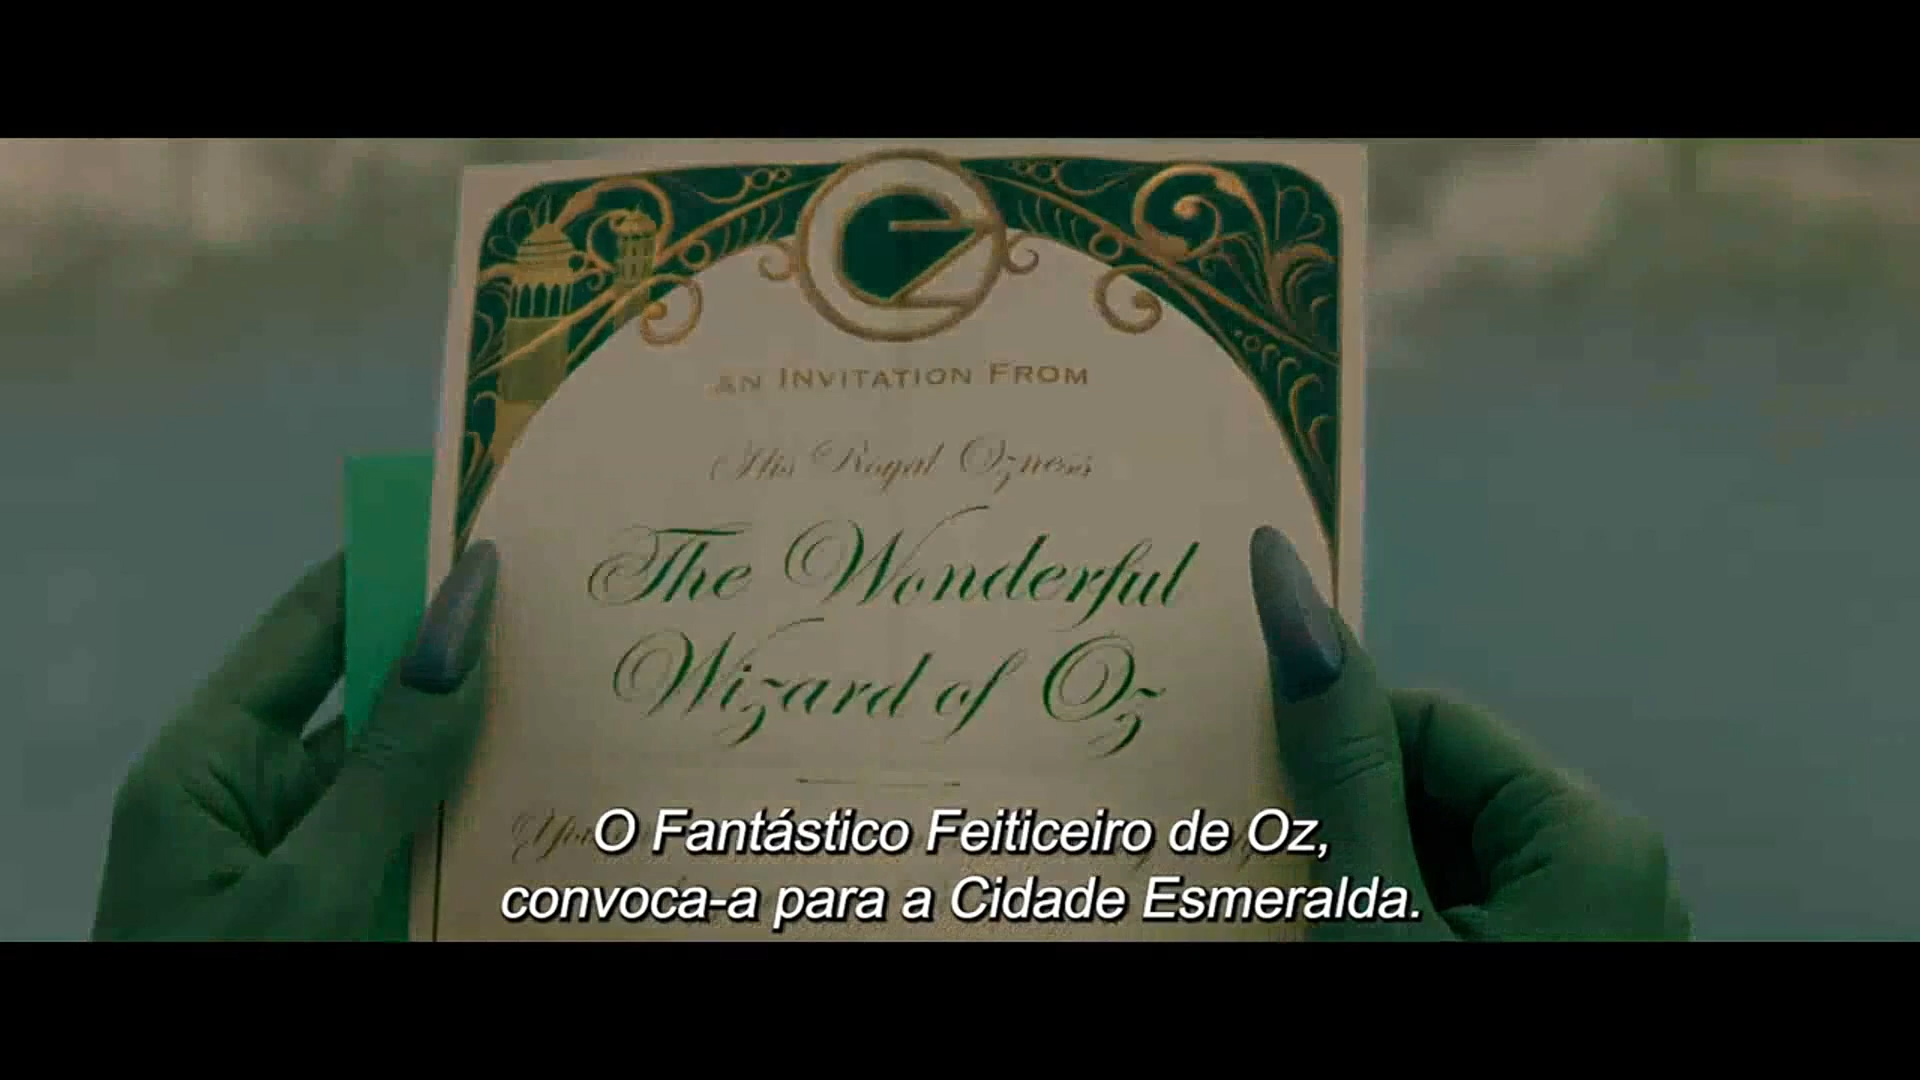 OZ
AN INVITATION FROM
His Royal Ozness
The Wonderful
Wizard of Oz
O Fantástico Feiticeiro de Oz,
convoca-a para a Cidade Esmeralda.